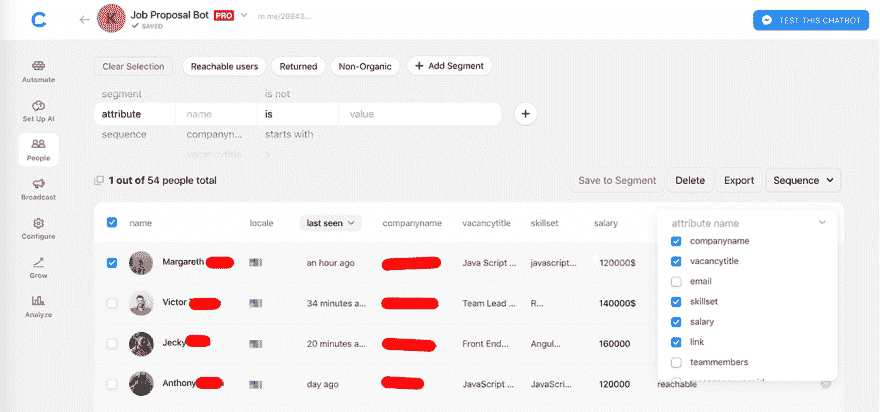 Job Proposal Bot PRO m.me/29643...
SAVED
TEST THIS CHATBOT
Automate
Set Up AI
People
Broadcast
Configure
Grow
Analyze
Clear Selection Reachable users Returned Non-Organic + Add Segment
segment is not
attribute name is value
sequence companyn... starts with
vacancytitle
1 out of 54 people total Save to Segment Delete Export Sequence
name locale last seen companyname vacancytitle skillset salary attribute name
Margareth an hour ago Java Script ... javascript... 120000$
Victor 34 minutes a... Team Lead ... R... 140000$
Jecky 20 minutes a... Front End... Angul... 160000
Anthony day ago JavaScript ... JavaScri... 120000 reachable
companyname
vacancytitle
email
skillset
salary
link
teammembers